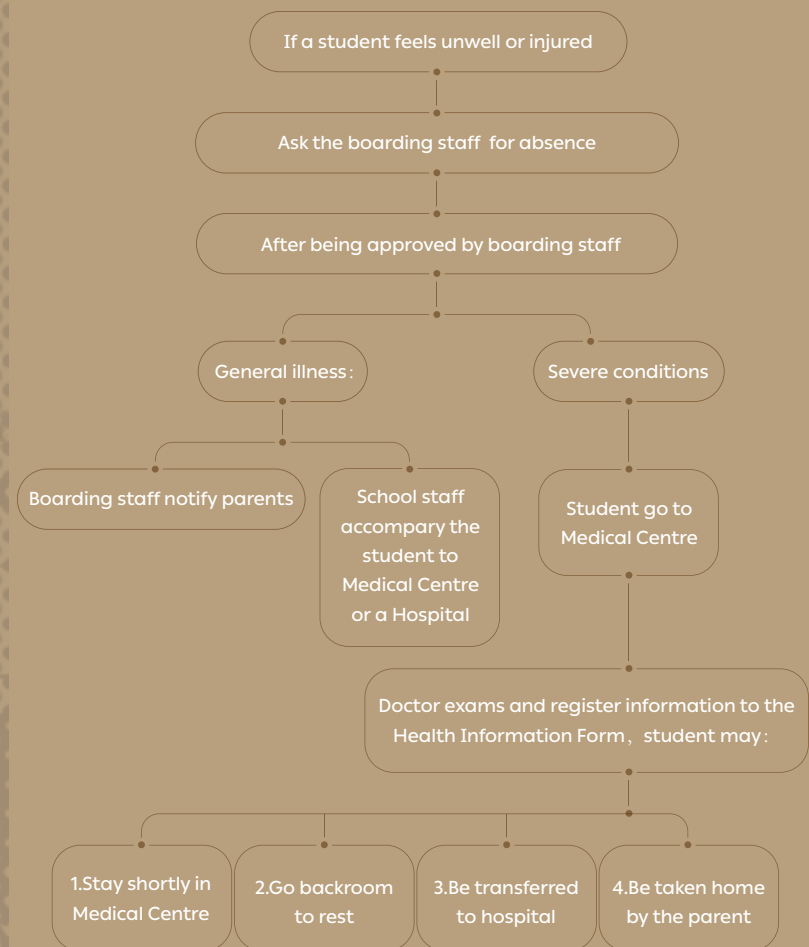 If a student feels unwell or injured
Ask the boarding staff for absence
After being approved by boarding staff
General illness:
Severe conditions
Boarding staff notify parents
School staff
accompary the
student to
Medical Centre
or a Hospital
Student go to
Medical Centre
Doctor exams and register information to the
Health Information Form, student may:
1.Stay shortly in
Medical Centre
2.Go backroom
to rest
3.Be transferred
to hospital
4.Be taken home
by the parent